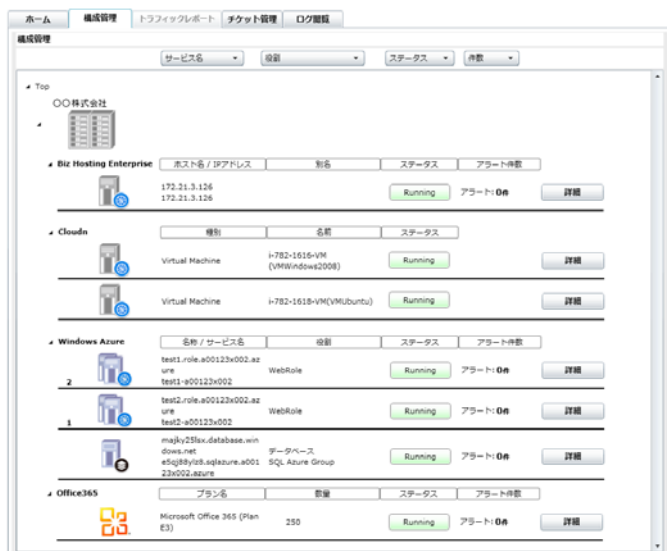 ホーム 構成管理 トラフィックレポート チケット管理 ログ閲覧
構成管理
サービス名 役割 ステータス 件数
Top
〇〇株式会社
Biz Hosting Enterprise ホスト名 / IPアドレス 別名 ステータス アラート件数
172.21.3.126
172.21.3.126
Running アラート: 0件 詳細
Cloudn 種別 名前 ステータス
Virtual Machine
i-782-1616-VM
(VMWindows2008)
Running 詳細
Virtual Machine i-782-1618-VM(VMUbuntu) Running 詳細
Windows Azure 名称 / サービス名 役割 ステータス アラート件数
test1.role.a00123x002.az
ure
test1-a00123x002
2 WebRole Running アラート: 0件 詳細
test2.role.a00123x002.az
ure
test2-a00123x002
1 WebRole Running アラート: 0件 詳細
majky25lsx.database.win
dows.net
e5cj88ylz8.sqlazure.a001
23x002.azure
データベース
SQL Azure Group
Running アラート: 0件 詳細
Office365 プラン名 数量 ステータス アラート件数
Microsoft Office 365 (Plan
E3)
250 Running アラート: 0件 詳細